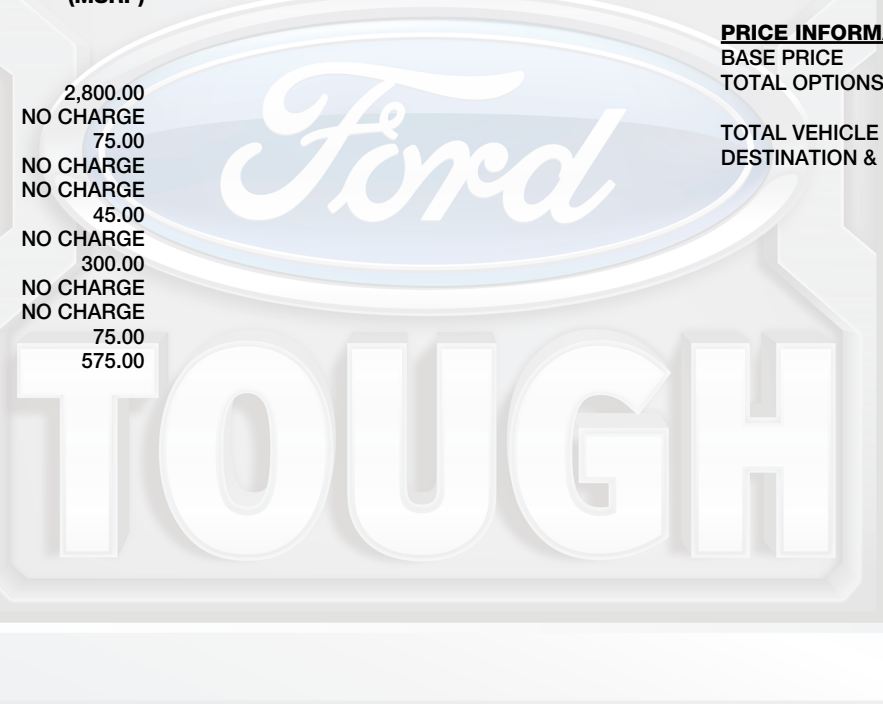 (MSRP)
2,800.00
NO CHARGE
75.00
NO CHARGE
NO CHARGE
45.00
NO CHARGE
300.00
NO CHARGE
NO CHARGE
75.00
575.00
PRICE INFORMA
BASE PRICE
TOTAL OPTIONS
TOTAL VEHICLE
DESTINATION &
Ford
TOUGH